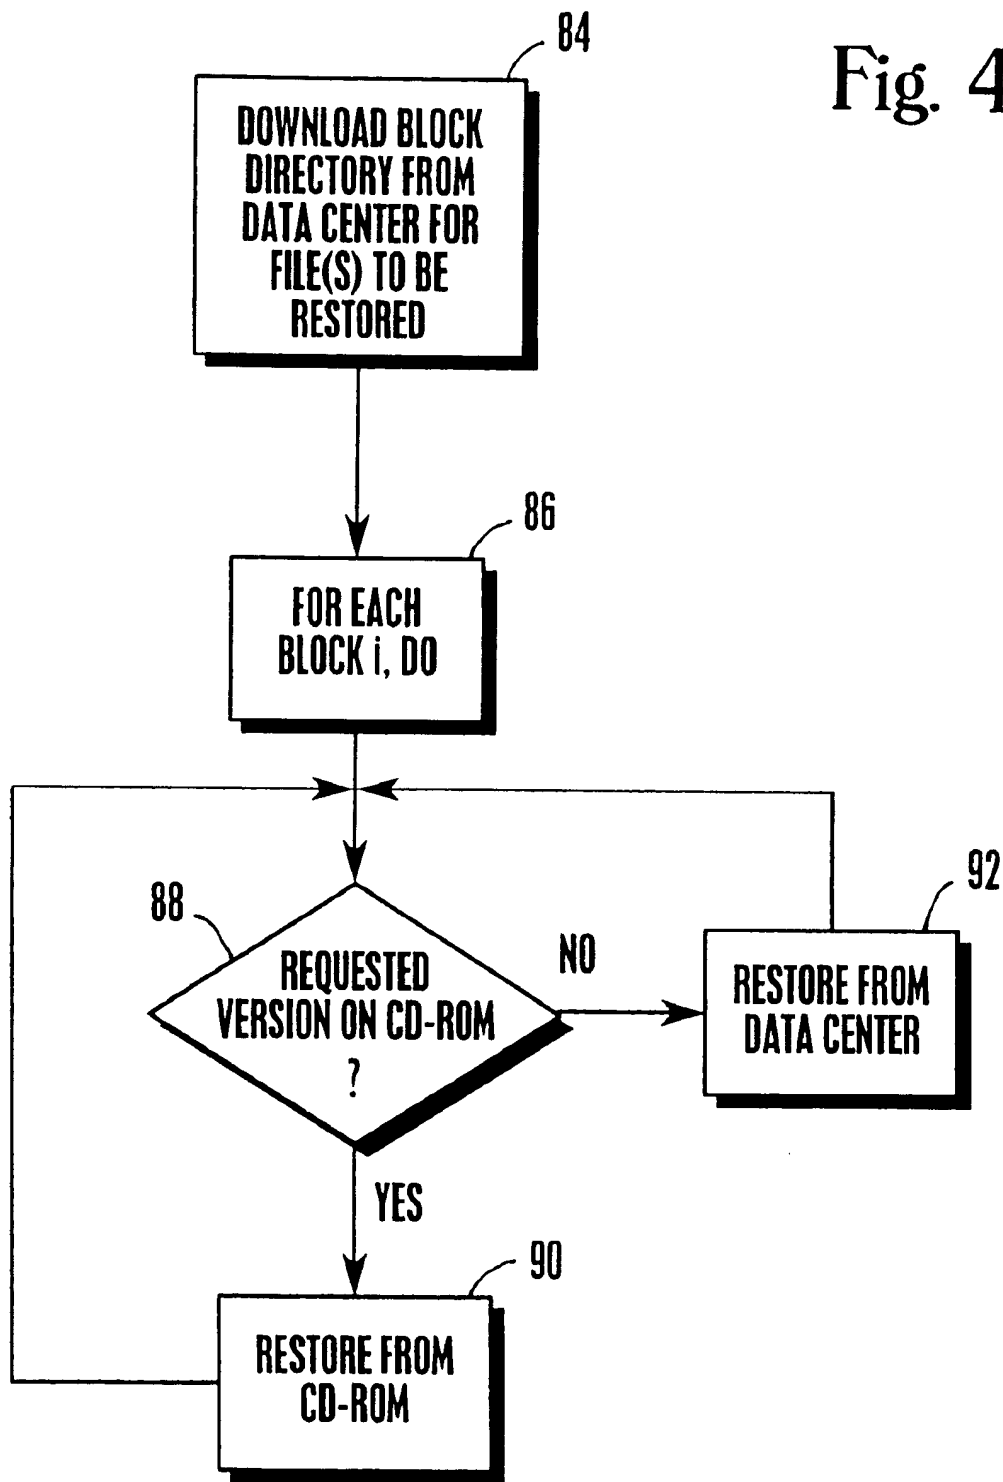 Fig. 4
84
DOWNLOAD BLOCK
DIRECTORY FROM
DATA CENTER FOR
FILE(S) TO BE
RESTORED
86
FOR EACH
BLOCK i, DO
88
REQUESTED
VERSION ON CD-ROM
?
NO
92
RESTORE FROM
DATA CENTER
YES
90
RESTORE FROM
CD-ROM